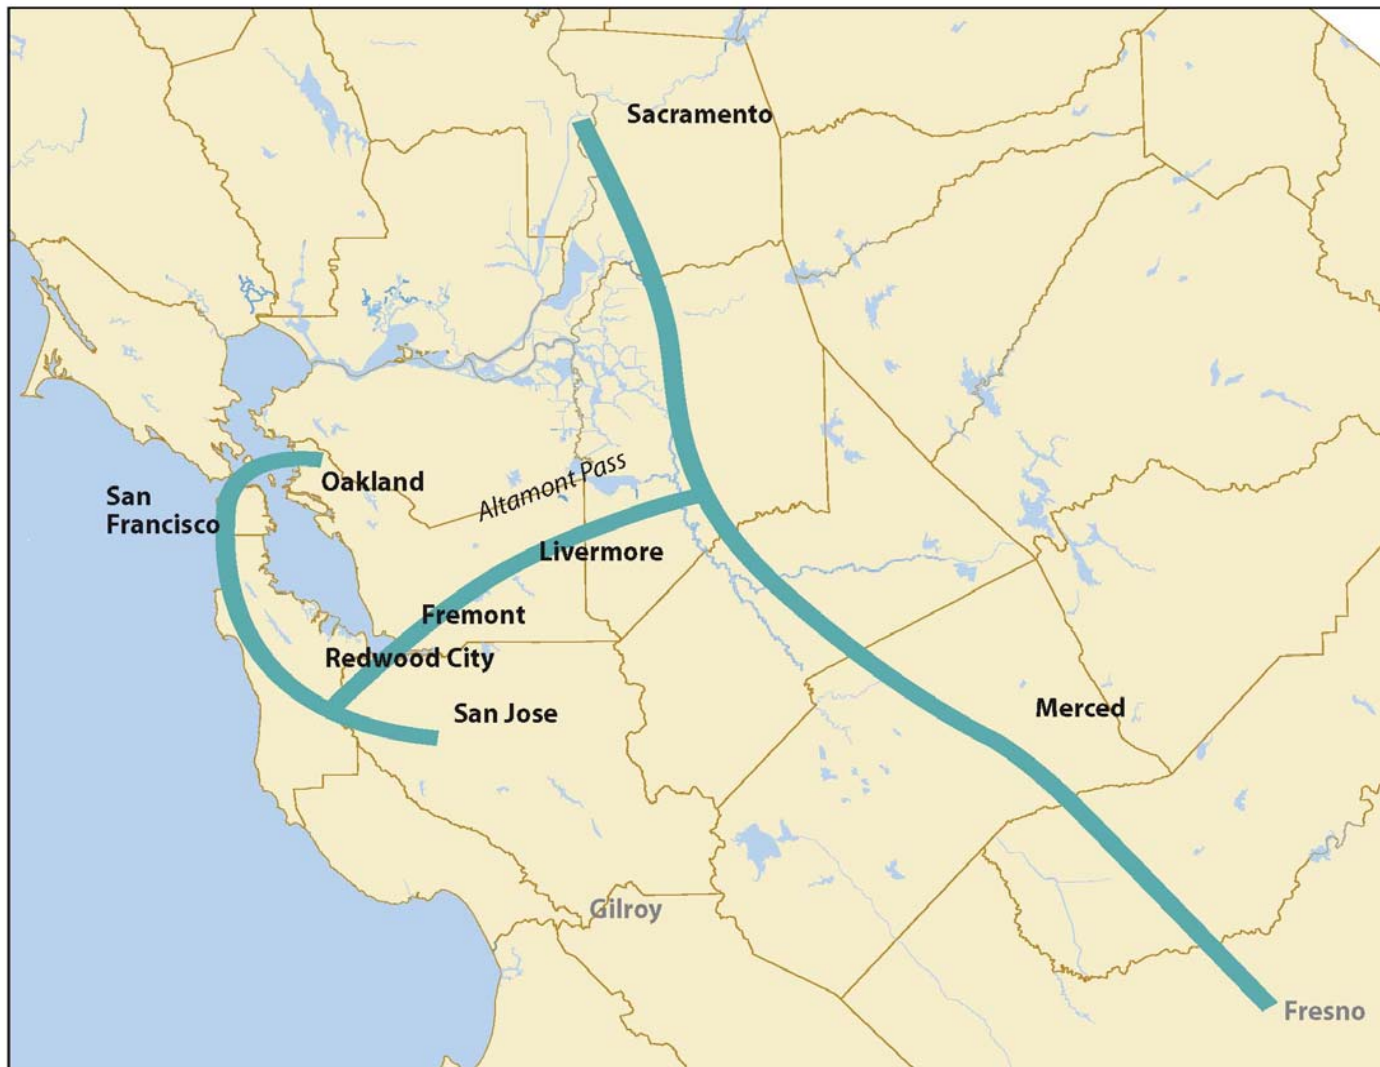 Sacramento
Oakland
San
Francisco
Altamont Pass
Livermore
Fremont
Redwood City
San Jose
Merced
Gilroy
Fresno